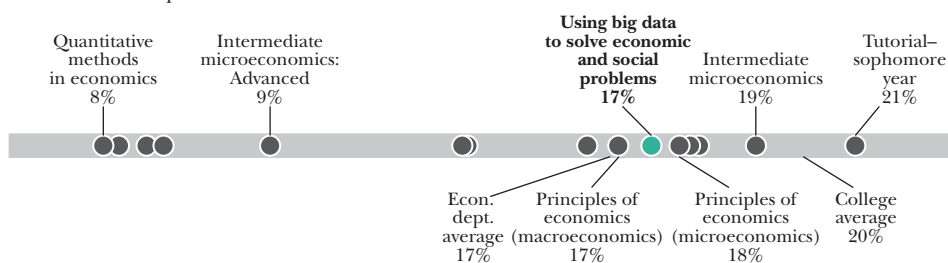 Using big data
to solve economic
and social
problems
17%
Quantitative
methods
in economics
8%
Intermediate
microeconomics:
Advanced
9%
Intermediate
microeconomics
19%
Tutorial–
sophomore
year
21%
Econ.
dept.
average
17%
Principles of
economics
(macroeconomics)
17%
Principles of
economics
(microeconomics)
18%
College
average
20%